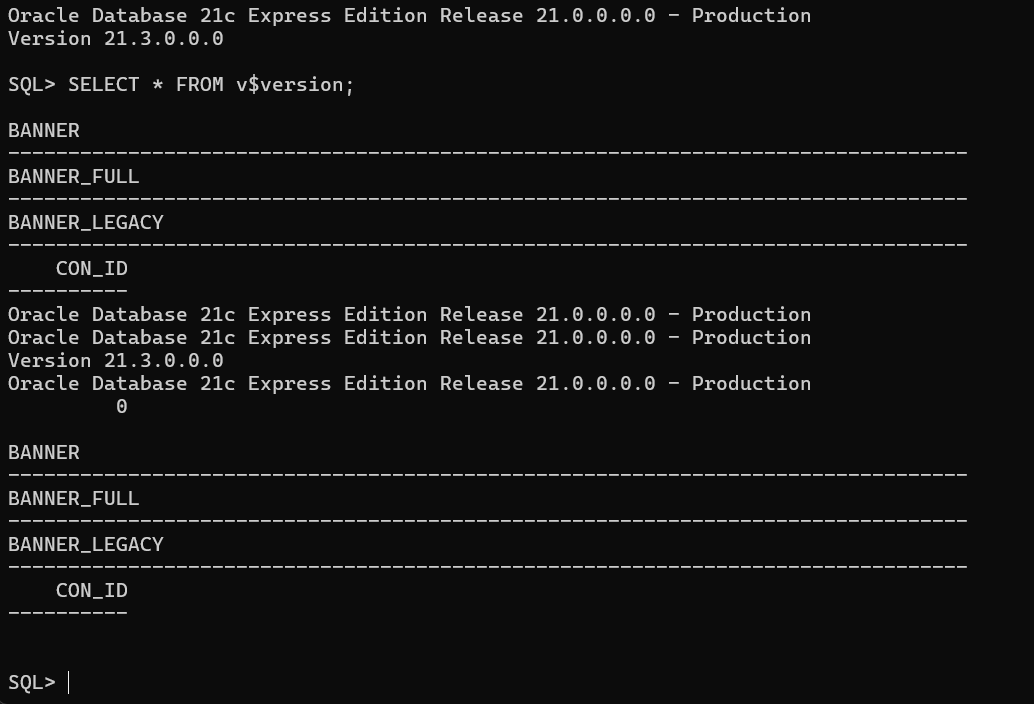 Oracle Database 21c Express Edition Release 21.0.0.0.0 - Production
Version 21.3.0.0.0
SQL> SELECT * FROM v$version;
BANNER
--------------------------------------------------------------------------------
BANNER_FULL
--------------------------------------------------------------------------------
BANNER_LEGACY
--------------------------------------------------------------------------------
    CON_ID
----------
Oracle Database 21c Express Edition Release 21.0.0.0.0 - Production
Oracle Database 21c Express Edition Release 21.0.0.0.0 - Production
Version 21.3.0.0.0
Oracle Database 21c Express Edition Release 21.0.0.0.0 - Production
         0
BANNER
--------------------------------------------------------------------------------
BANNER_FULL
--------------------------------------------------------------------------------
BANNER_LEGACY
--------------------------------------------------------------------------------
    CON_ID
----------
SQL>